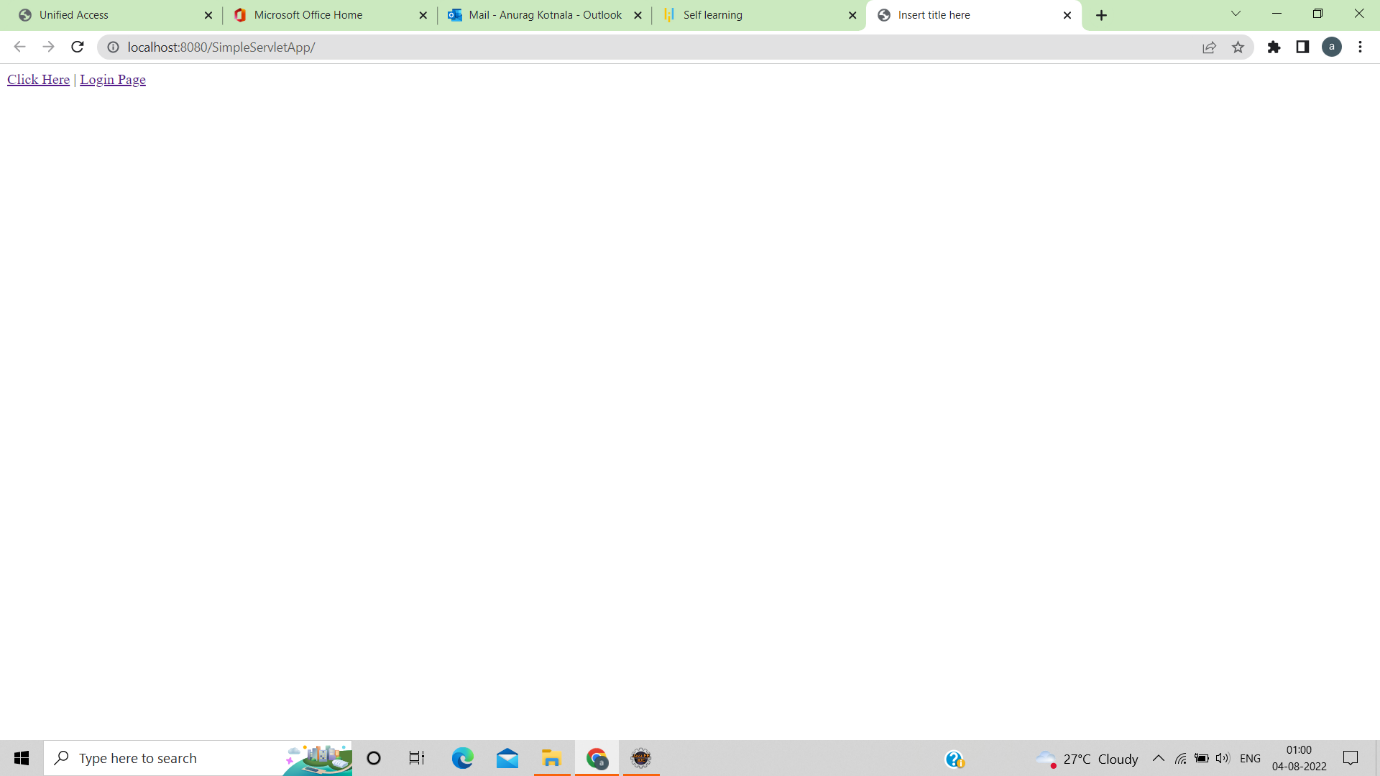 Unified Access
Microsoft Office Home
Mail - Anurag Kotnala - Outlook
Self learning
Insert title here
localhost:8080/SimpleServletApp/
a
Click Here | Login Page
Type here to search
27°C Cloudy
ENG
01:00
04-08-2022